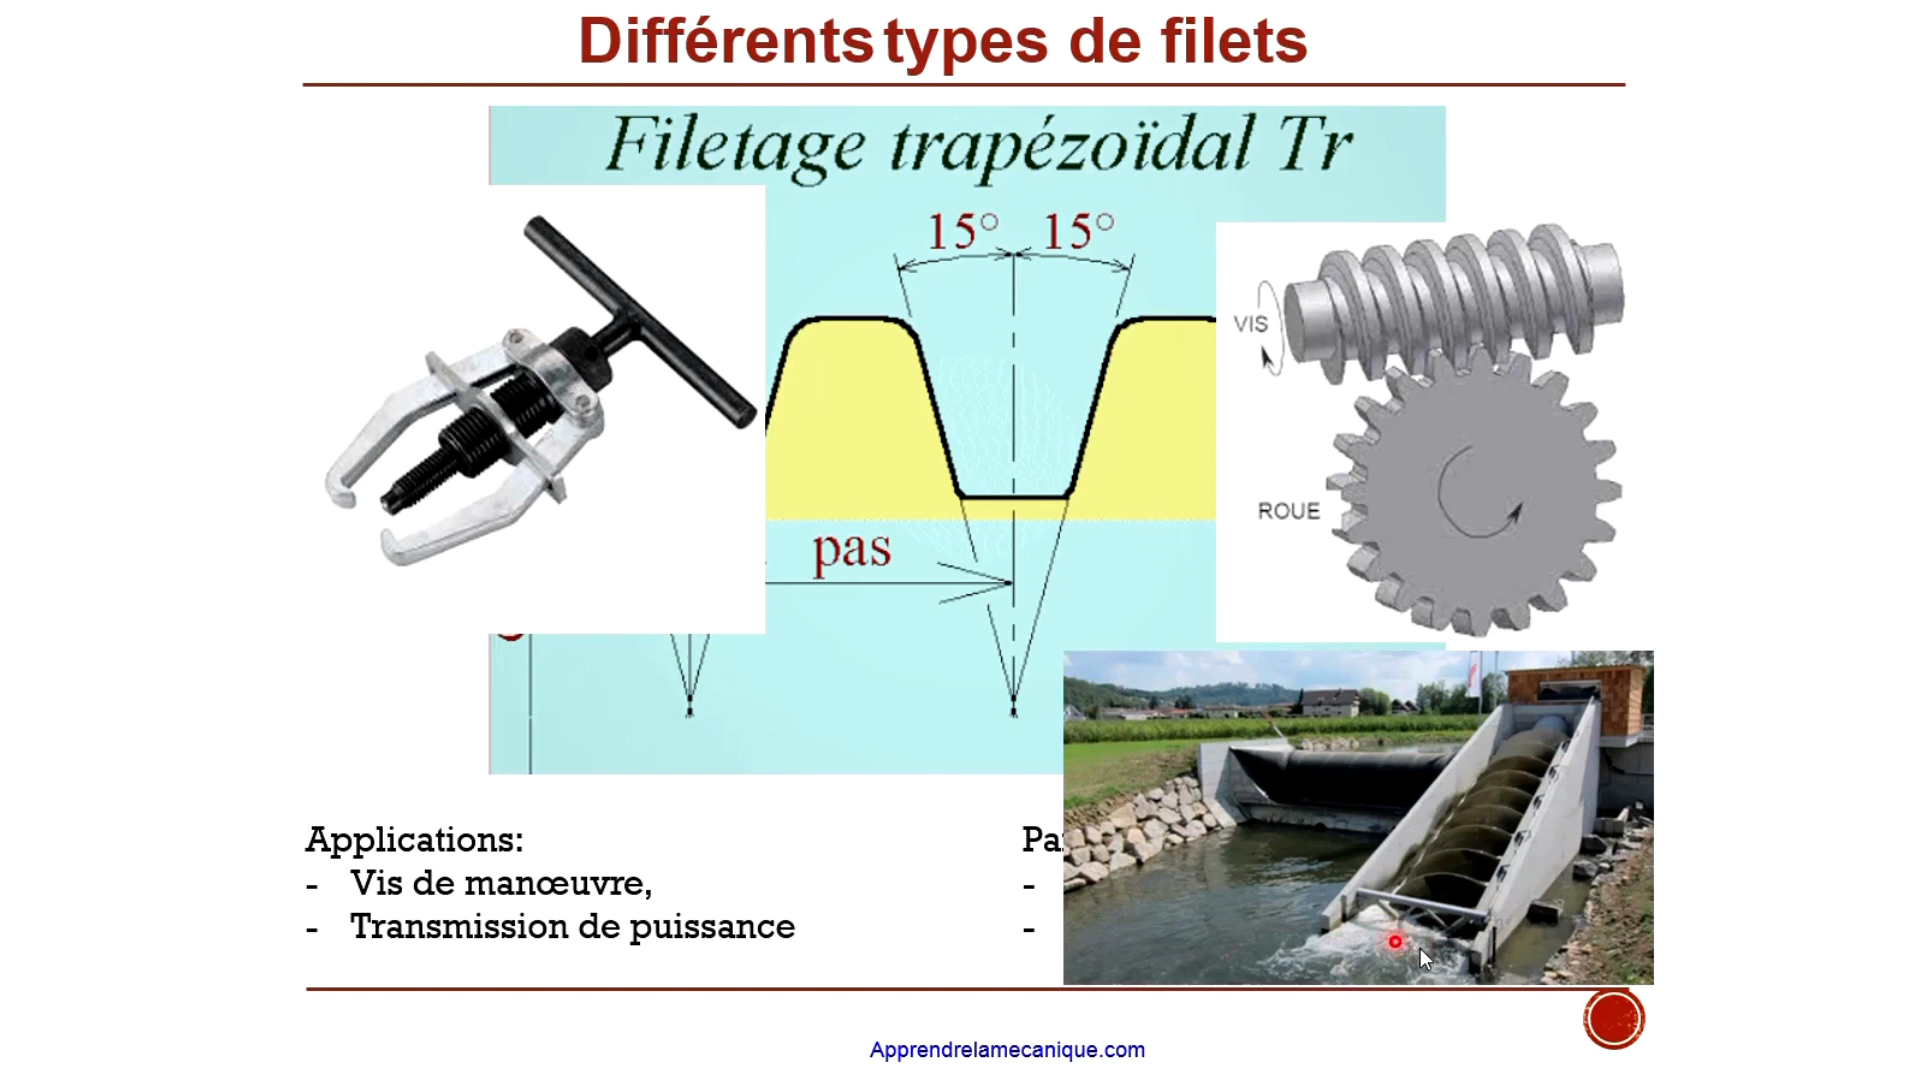 Différents types de filets
Filetage trapézoïdal Tr
15° 15°
VIS
ROUE
pas
Applications:
- Vis de manœuvre,
- Transmission de puissance
-
-
Apprendrelamecanique.com